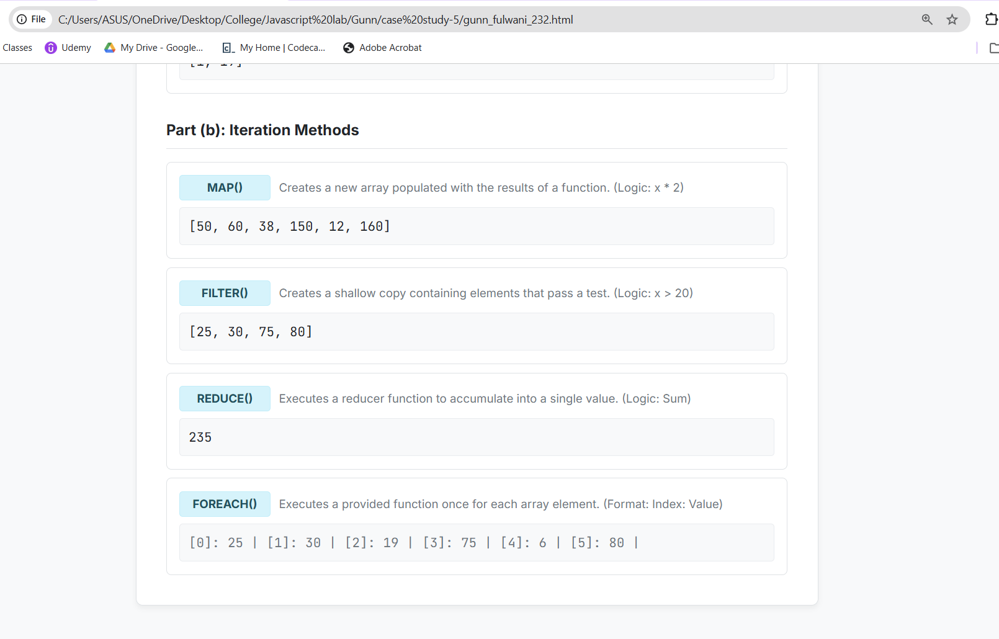 File C:/Users/ASUS/OneDrive/Desktop/College/Javascript%20lab/Gunn/case%20study-5/gunn_fulwani_232.html
Classes Udemy My Drive - Google... My Home | Codeca... Adobe Acrobat
[1, 19]
Part (b): Iteration Methods
MAP() Creates a new array populated with the results of a function. (Logic: x * 2)
[50, 60, 38, 150, 12, 160]
FILTER() Creates a shallow copy containing elements that pass a test. (Logic: x > 20)
[25, 30, 75, 80]
REDUCE() Executes a reducer function to accumulate into a single value. (Logic: Sum)
235
FOREACH() Executes a provided function once for each array element. (Format: Index: Value)
[0]: 25 | [1]: 30 | [2]: 19 | [3]: 75 | [4]: 6 | [5]: 80 |